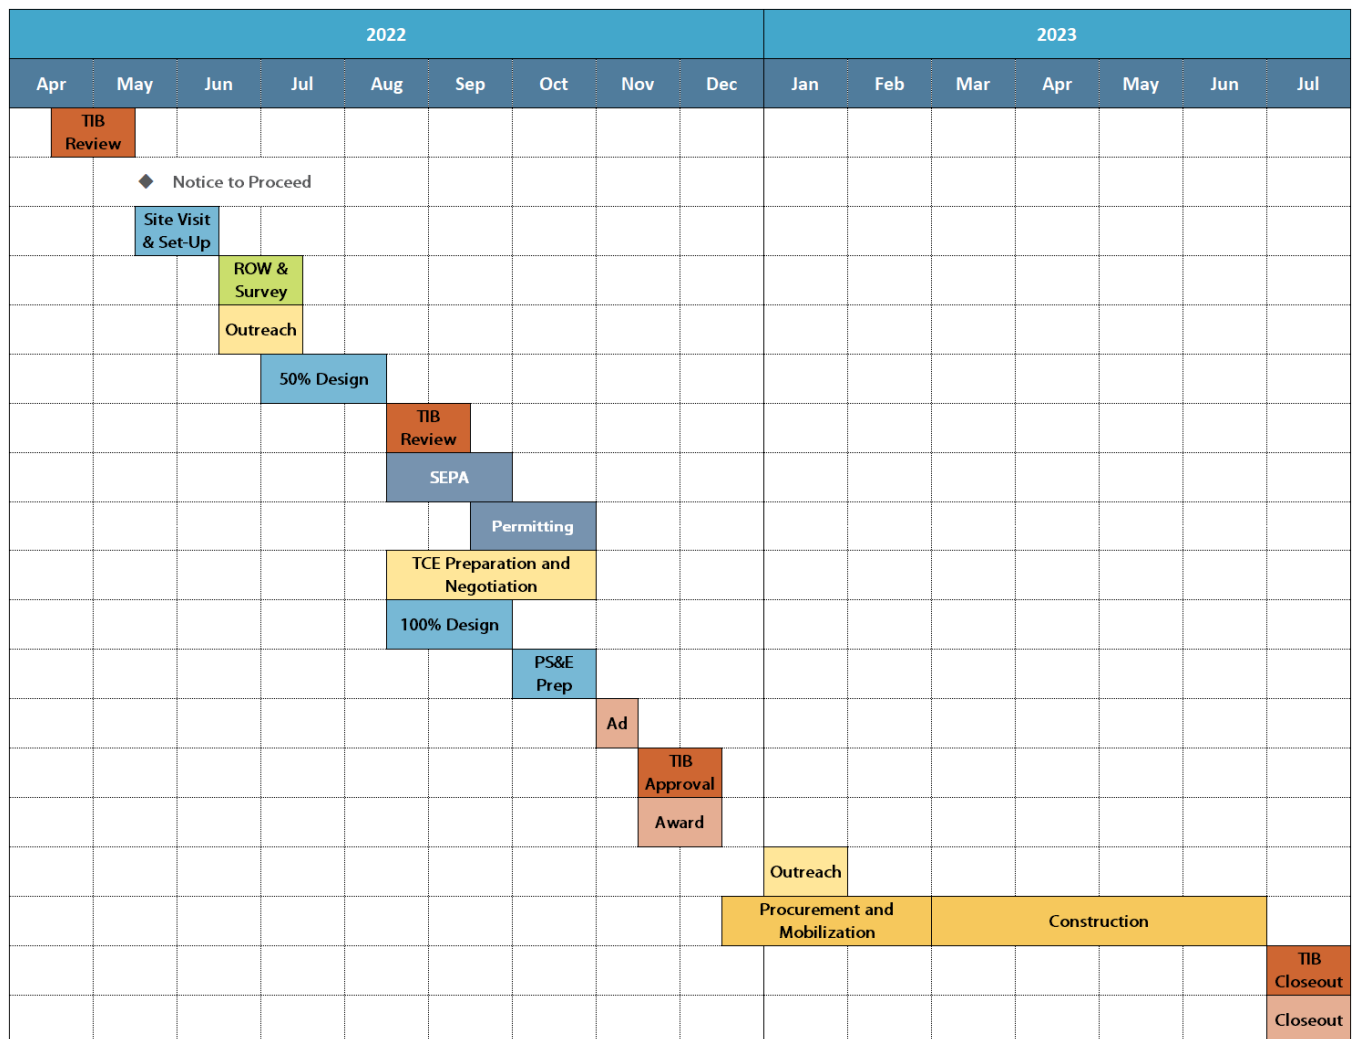 2022 2023
Apr May Jun Jul Aug Sep Oct Nov Dec Jan Feb Mar Apr May Jun Jul
TIB
Review
Notice to Proceed
Site Visit
& Set-Up
ROW &
Survey
Outreach
50% Design
TIB
Review
SEPA
Permitting
TCE Preparation and
Negotiation
100% Design
PS&E
Prep
Ad
TIB
Approval
Award
Outreach
Procurement and
Mobilization
Construction
TIB
Closeout
Closeout